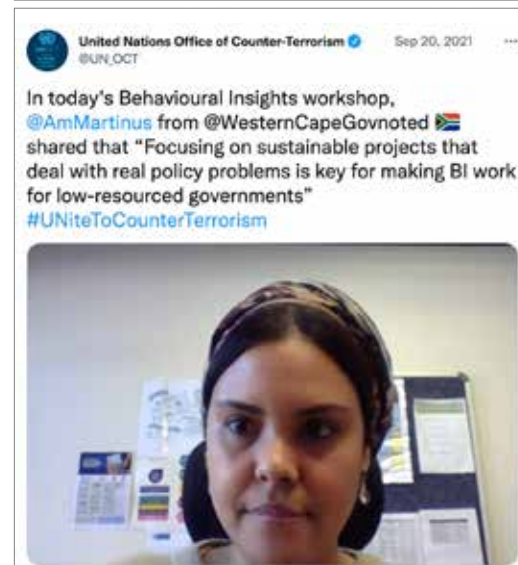 United Nations Office of Counter-Terrorism Sep 20, 2021 ...
@UN_OCT
In today's Behavioural Insights workshop,
@AmMartinus from @WesternCapeGovnoted 🇿🇦
shared that “Focusing on sustainable projects that
deal with real policy problems is key for making BI work
for low-resourced governments”
#UNiteToCounterTerrorism